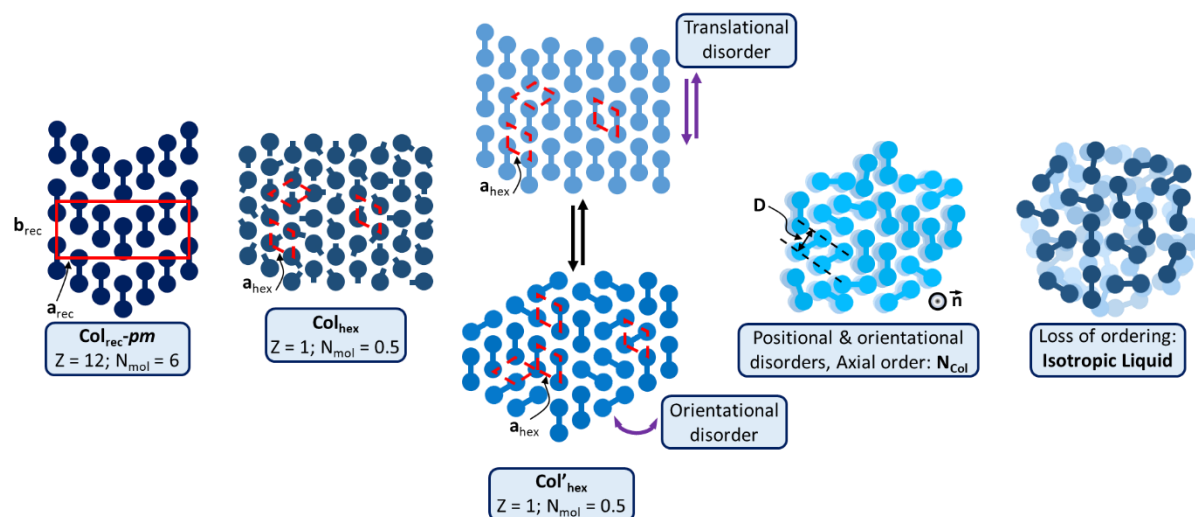 Translational
disorder
a_hex
b_rec
a_rec
Col_rec-pm
Z = 12; N_mol = 6
a_hex
Col_hex
Z = 1; N_mol = 0.5
a_hex
Orientational
disorder
Col’_hex
Z = 1; N_mol = 0.5
D
n⃗
Positional & orientational
disorders, Axial order: N_Col
Loss of ordering:
Isotropic Liquid